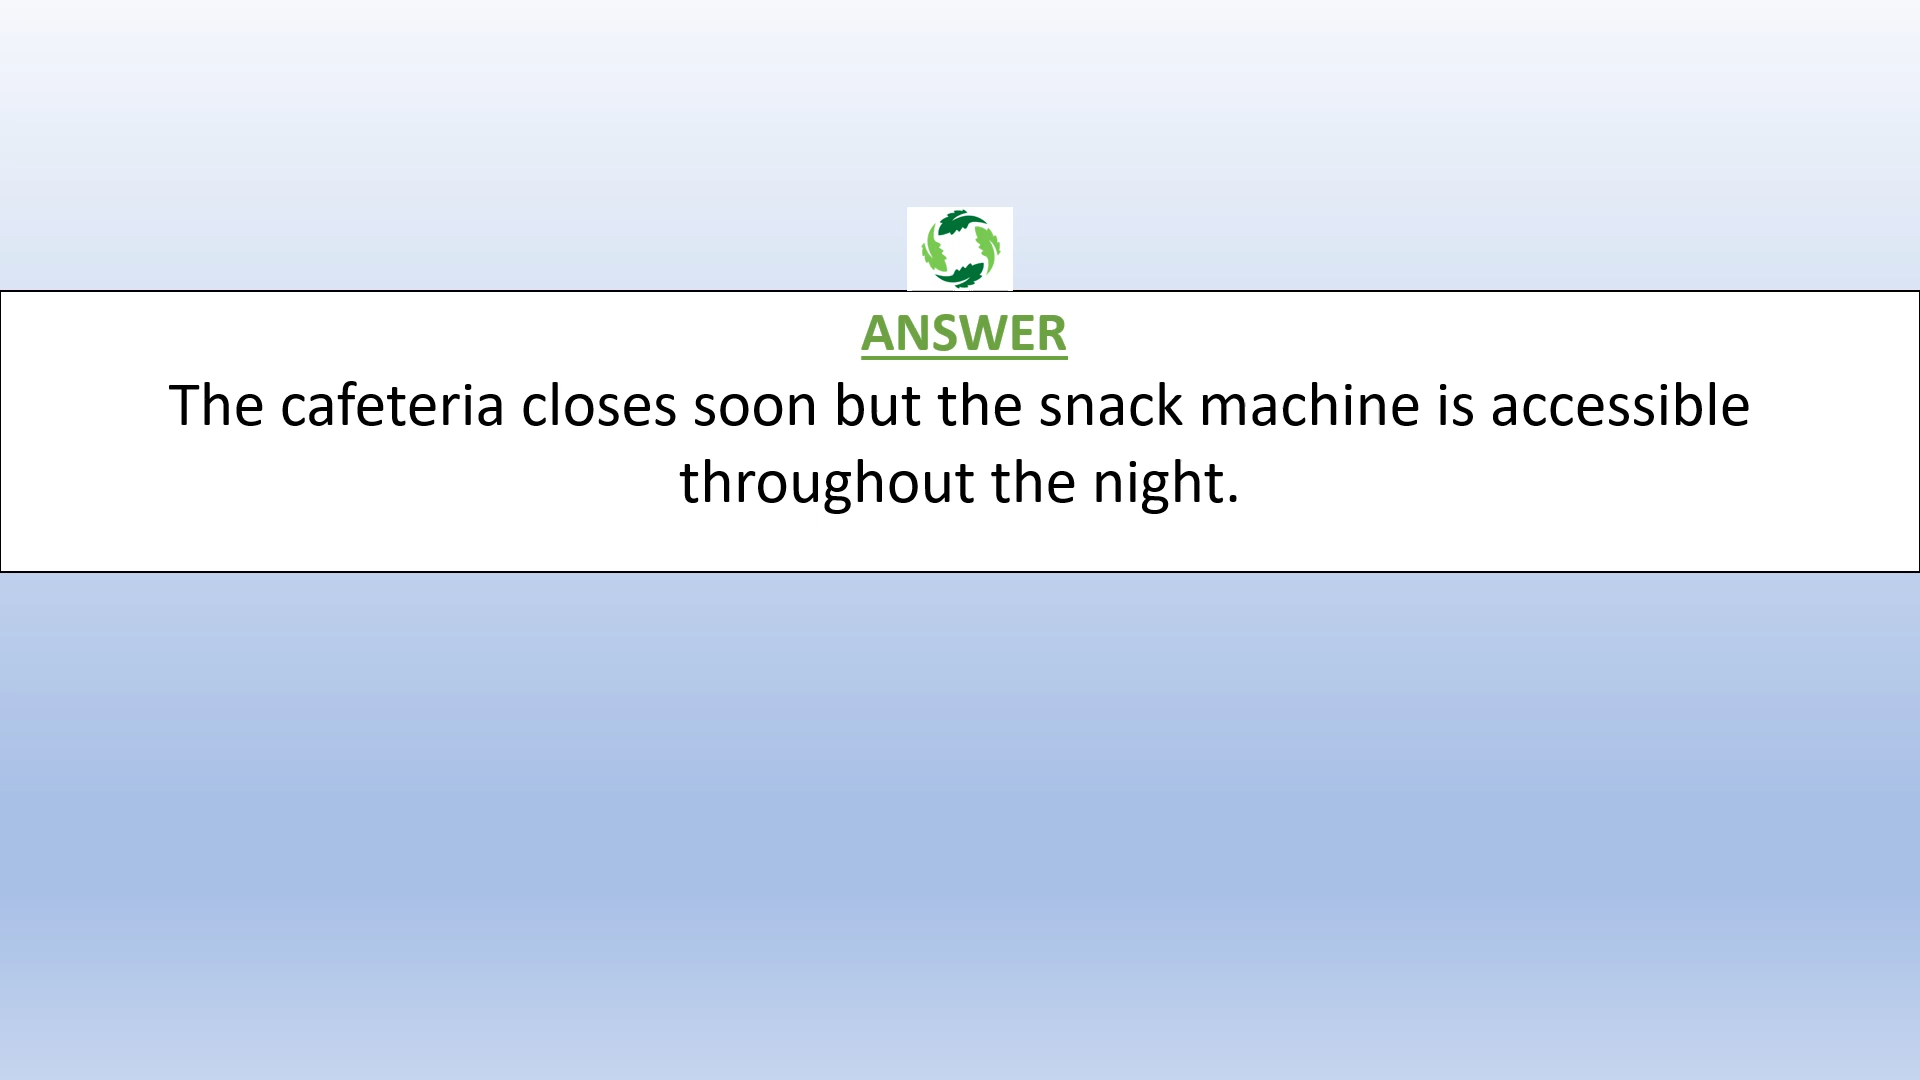 ANSWER
The cafeteria closes soon but the snack machine is accessible
throughout the night.